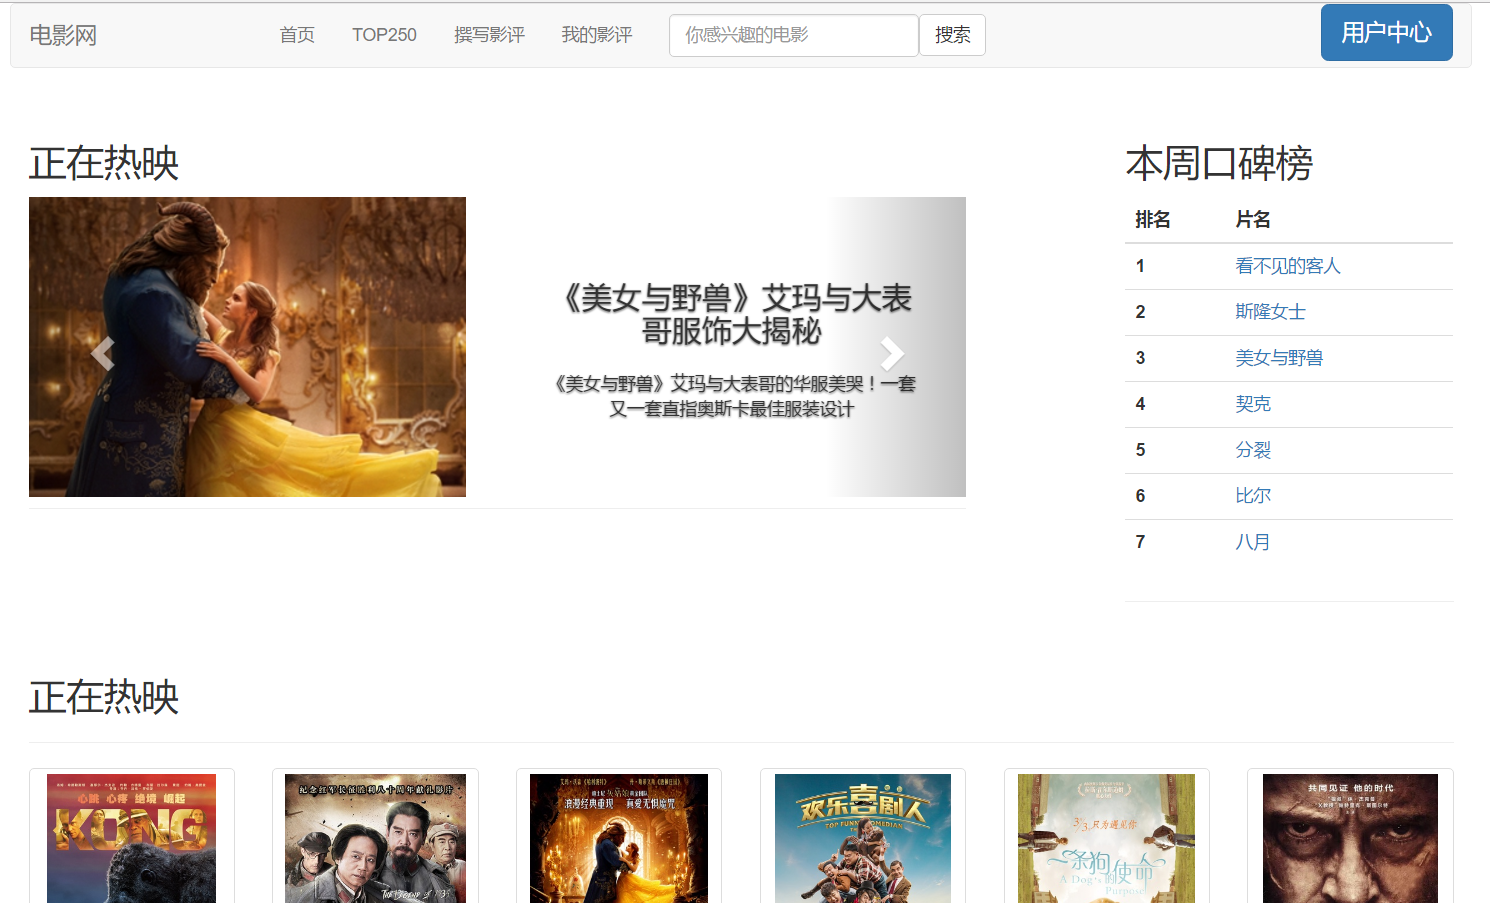 电影网
首页 TOP250 撰写影评 我的影评 你感兴趣的电影 搜索 用户中心
正在热映
《美女与野兽》艾玛与大表
哥服饰大揭秘
《美女与野兽》艾玛与大表哥的华服美哭！一套
又一套直指奥斯卡最佳服装设计
本周口碑榜
排名 片名
1 看不见的客人
2 斯隆女士
3 美女与野兽
4 契克
5 分裂
6 比尔
7 八月
正在热映
心跳 心疼 绝境 崛起
KONG
纪念红军长征胜利八十周年献礼影片
浪漫经典重现 真爱无惧魔咒
欢乐喜剧人
TOP FUNNY COMEDIAN
3/3,只为遇见你
一条狗的使命
A Dog's Purpose
共同见证 他的时代